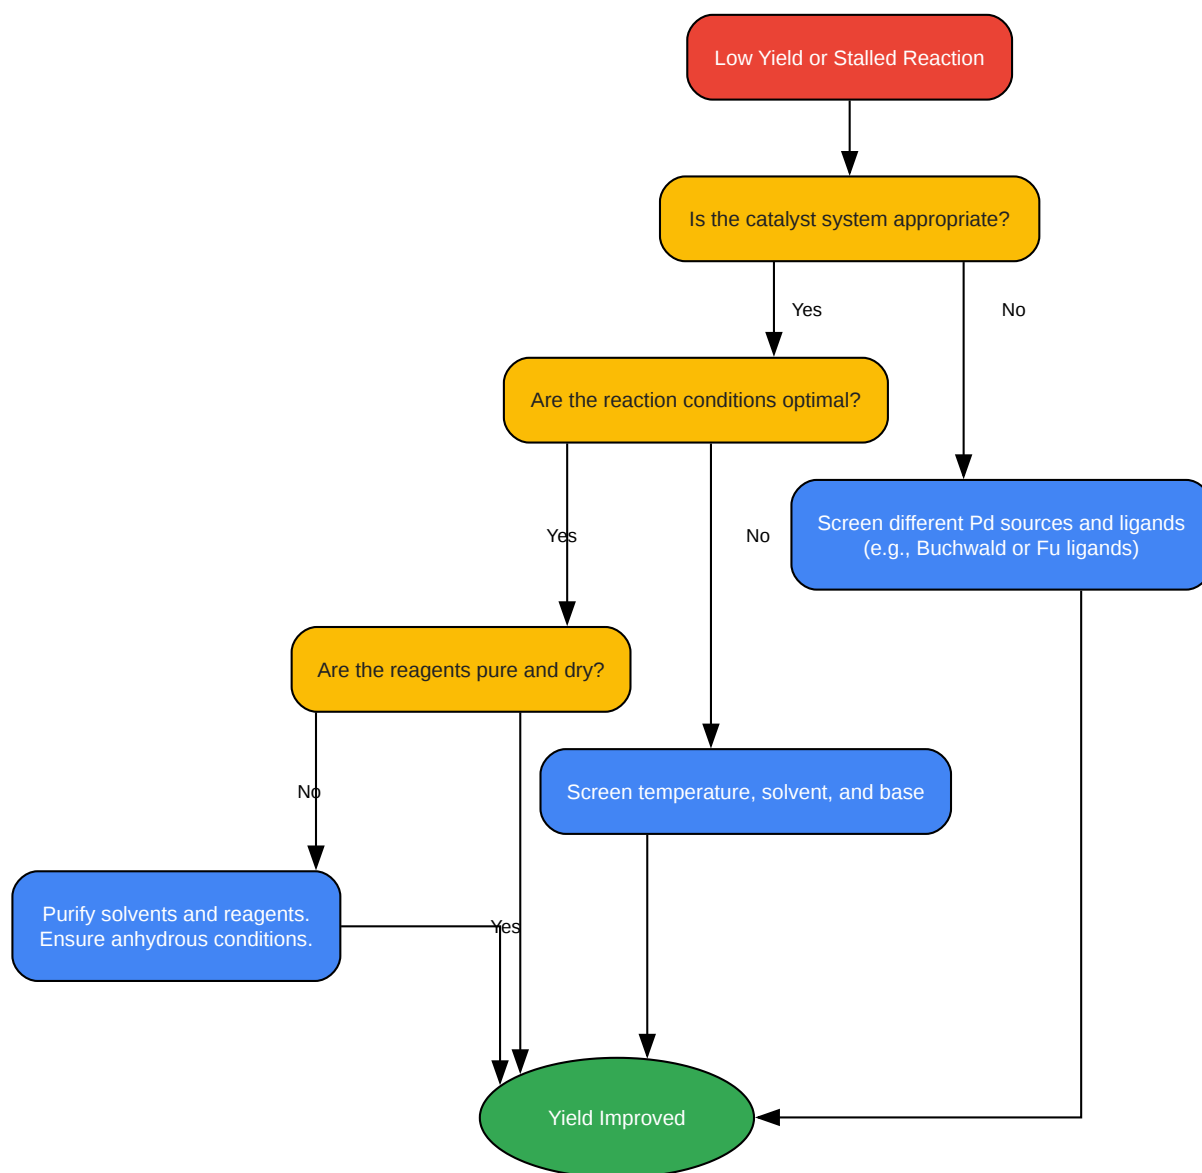 Low Yield or Stalled Reaction
Is the catalyst system appropriate?
Yes
No
Are the reaction conditions optimal?
Screen different Pd sources and ligands
(e.g., Buchwald or Fu ligands)
Yes
No
Are the reagents pure and dry?
No
Screen temperature, solvent, and base
Purify solvents and reagents.
Ensure anhydrous conditions.
Yes
Yield Improved